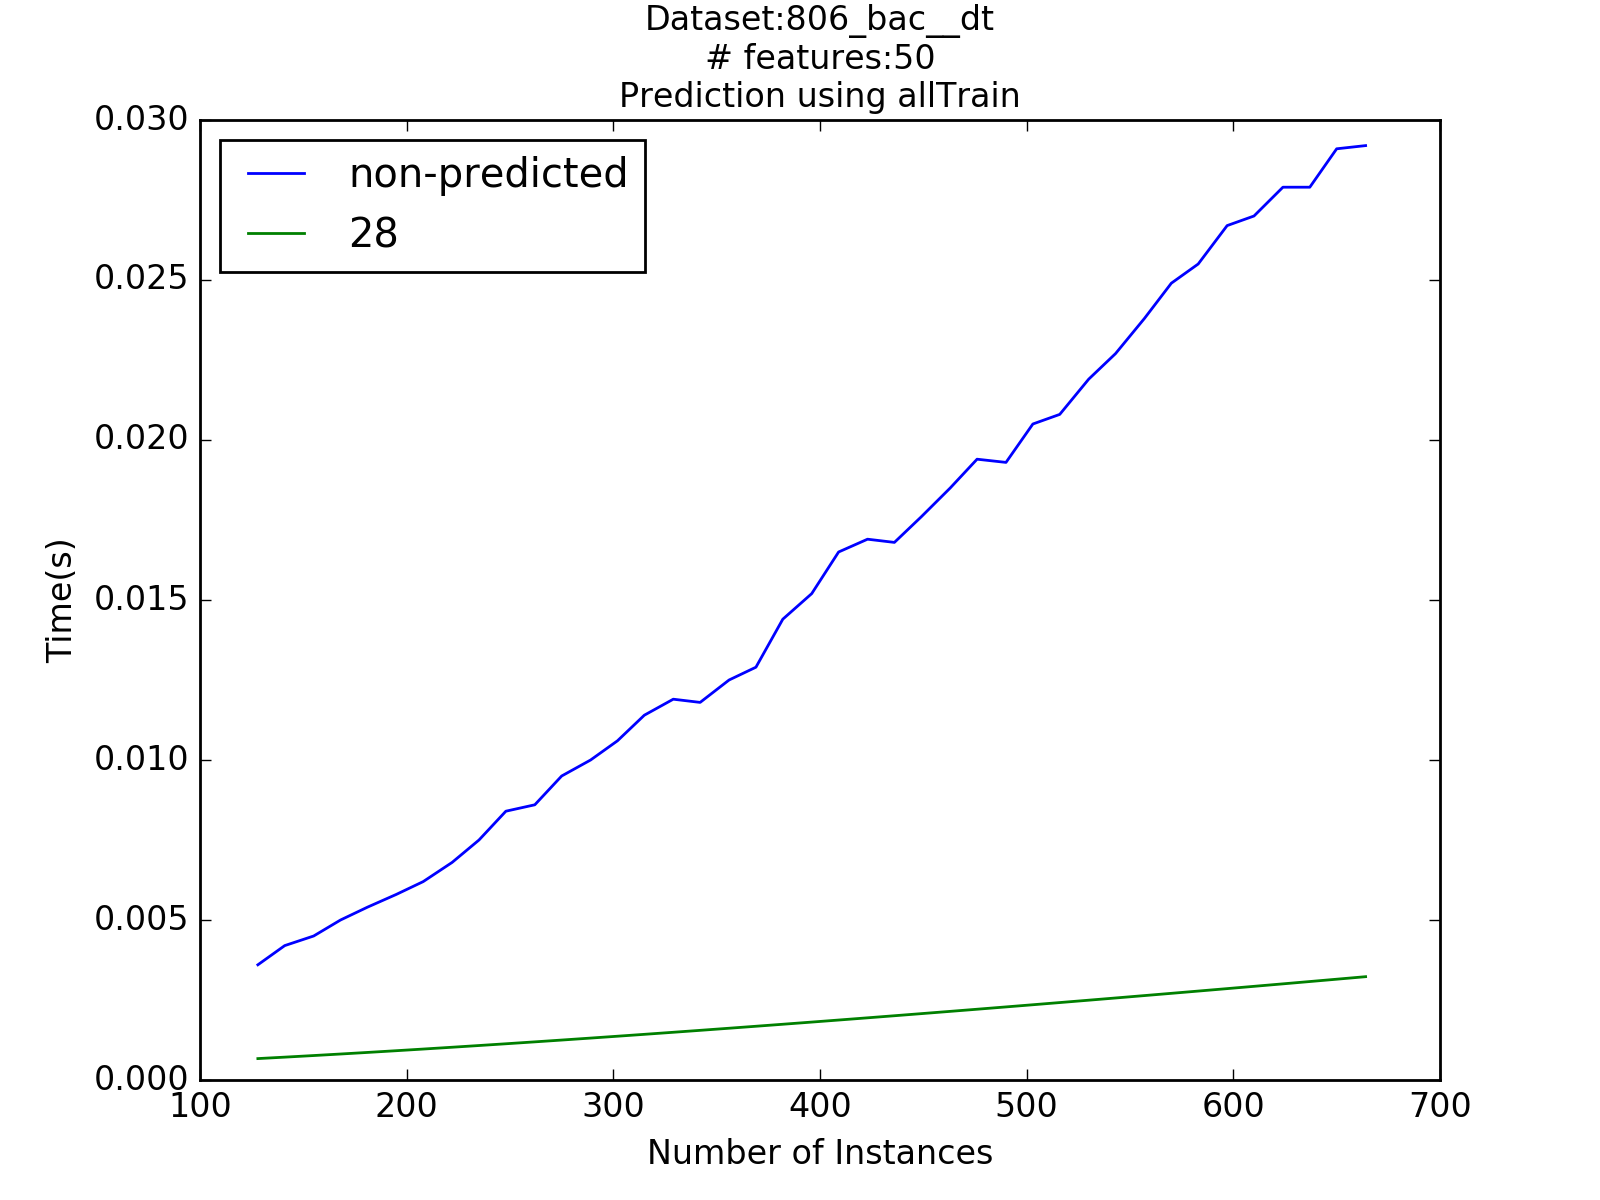 Dataset:806_bac__dt
# features:50
Prediction using allTrain
0.030
0.025
0.020
0.015
0.010
0.005
0.000
Time(s)
non-predicted
28
100 200 300 400 500 600 700
Number of Instances